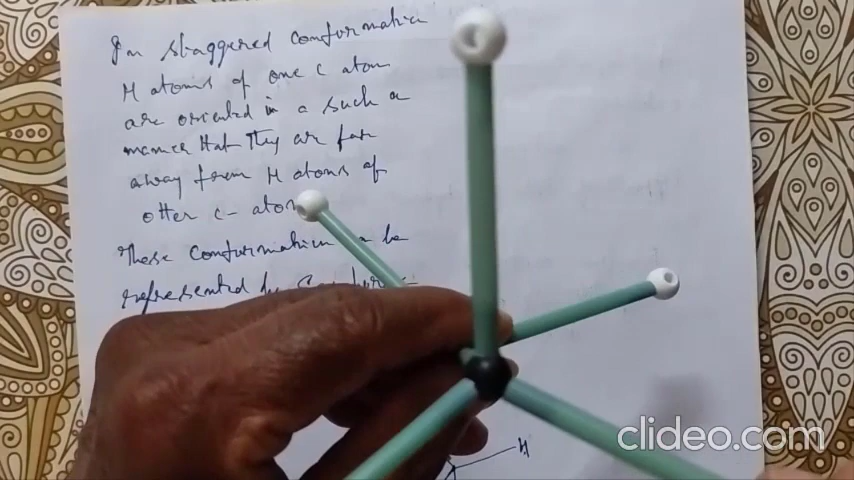 In staggered conformation
H atoms of one C atom
are oriented in a such a
manner that They are far
away from H atoms of
other C- atom
These conformation be
represented by
H
clideo.com